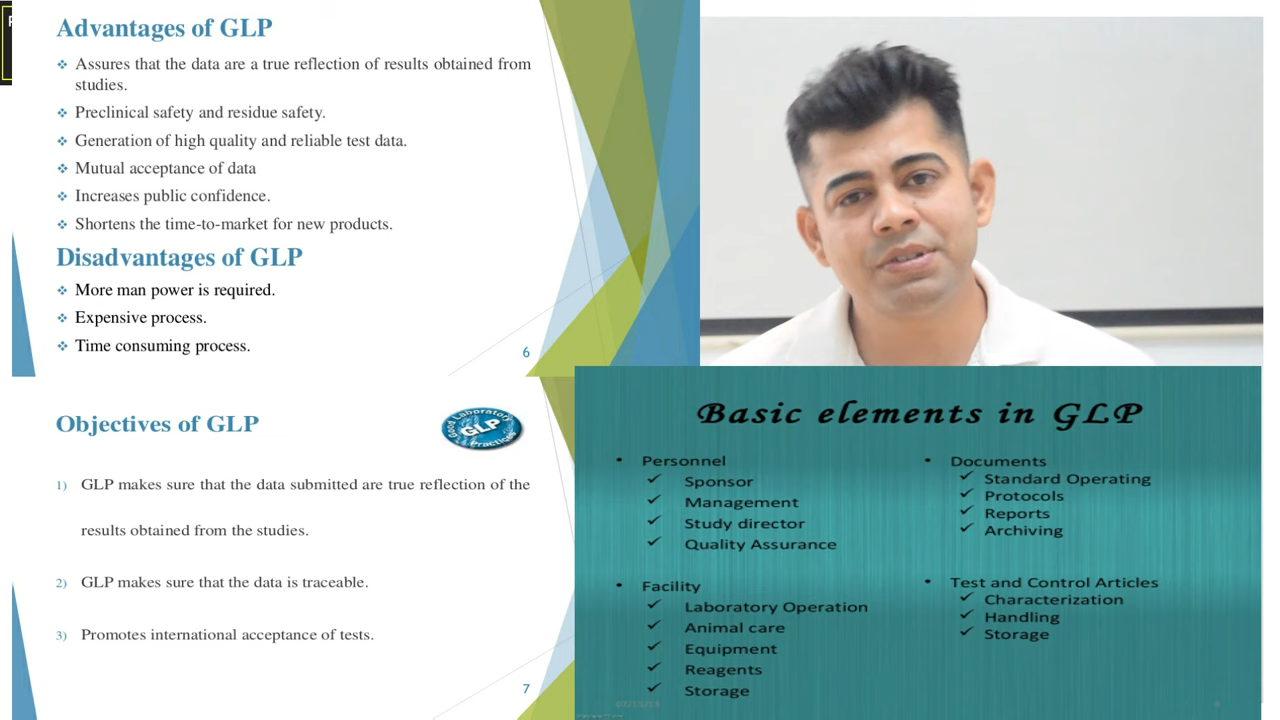 Advantages of GLP
Assures that the data are a true reflection of results obtained from
studies.
Preclinical safety and residue safety.
Generation of high quality and reliable test data.
Mutual acceptance of data
Increases public confidence.
Shortens the time-to-market for new products.
Disadvantages of GLP
More man power is required.
Expensive process.
Time consuming process.
6
Objectives of GLP
Good Laboratory
GLP
Practices
1) GLP makes sure that the data submitted are true reflection of the
results obtained from the studies.
2) GLP makes sure that the data is traceable.
3) Promotes international acceptance of tests.
7
Basic elements in GLP
• Personnel
✓ Sponsor
✓ Management
✓ Study director
✓ Quality Assurance
• Facility
✓ Laboratory Operation
✓ Animal care
✓ Equipment
✓ Reagents
✓ Storage
• Documents
✓ Standard Operating
✓ Protocols
✓ Reports
✓ Archiving
• Test and Control Articles
✓ Characterization
✓ Handling
✓ Storage